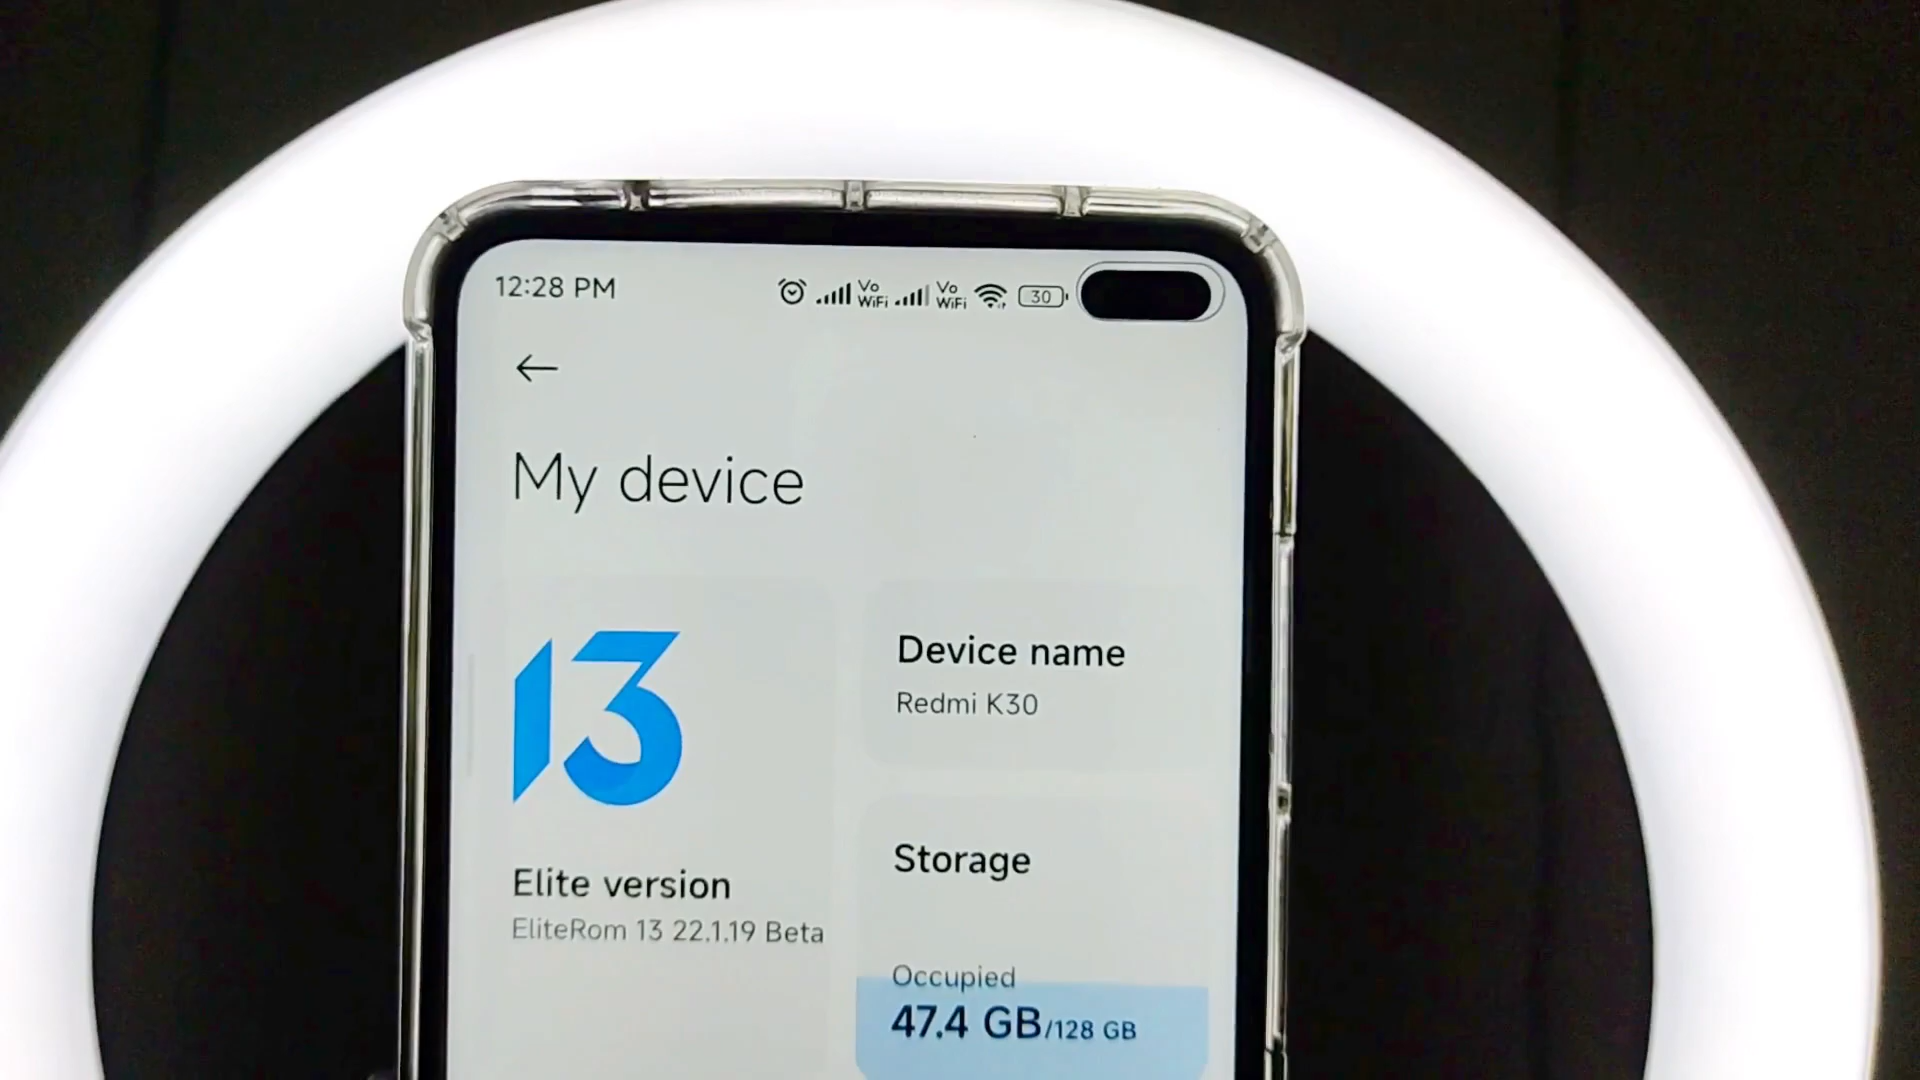 12:28 PM
Vo WiFi Vo WiFi 30
My device
13
Device name
Redmi K30
Elite version
EliteRom 13 22.1.19 Beta
Storage
Occupied
47.4 GB/128 GB